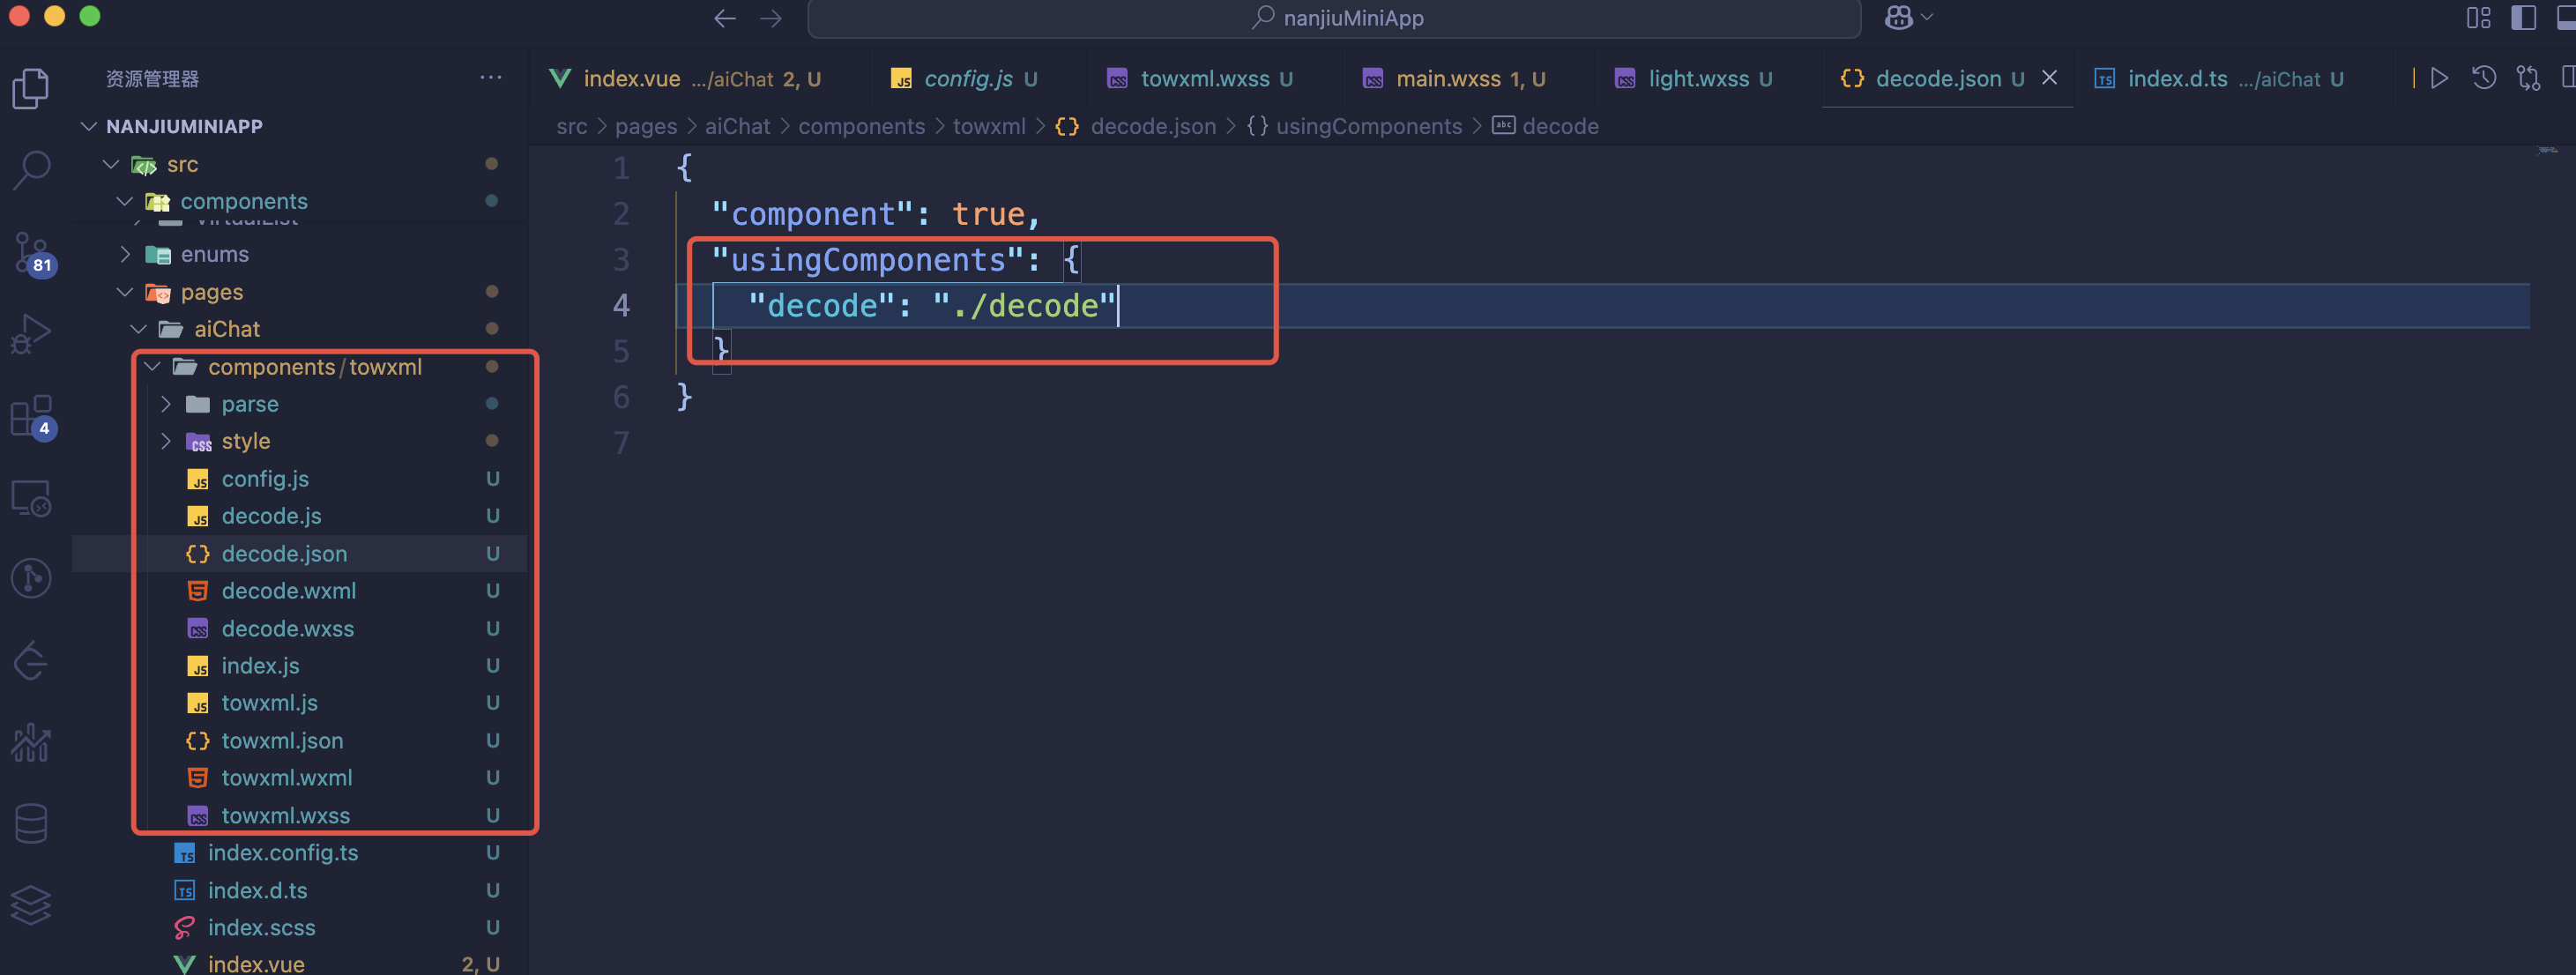 nanjiuMiniApp
资源管理器
index.vue .../aiChat 2, U
config.js U
towxml.wxss U
main.wxss 1, U
light.wxss U
decode.json U
index.d.ts .../aiChat U
src > pages > aiChat > components > towxml > {} decode.json > {} usingComponents > abc decode
NANJIUMINIAPP
src
components
VirtualList
enums
pages
aiChat
components/towxml
parse
style
config.js U
decode.js U
decode.json U
decode.wxml U
decode.wxss U
index.js U
towxml.js U
towxml.json U
towxml.wxml U
towxml.wxss U
index.config.ts U
index.d.ts U
index.scss U
index.vue 2, U
81
4
1 {
2 "component": true,
3 "usingComponents": {
4 "decode": "./decode"
5 }
6 }
7